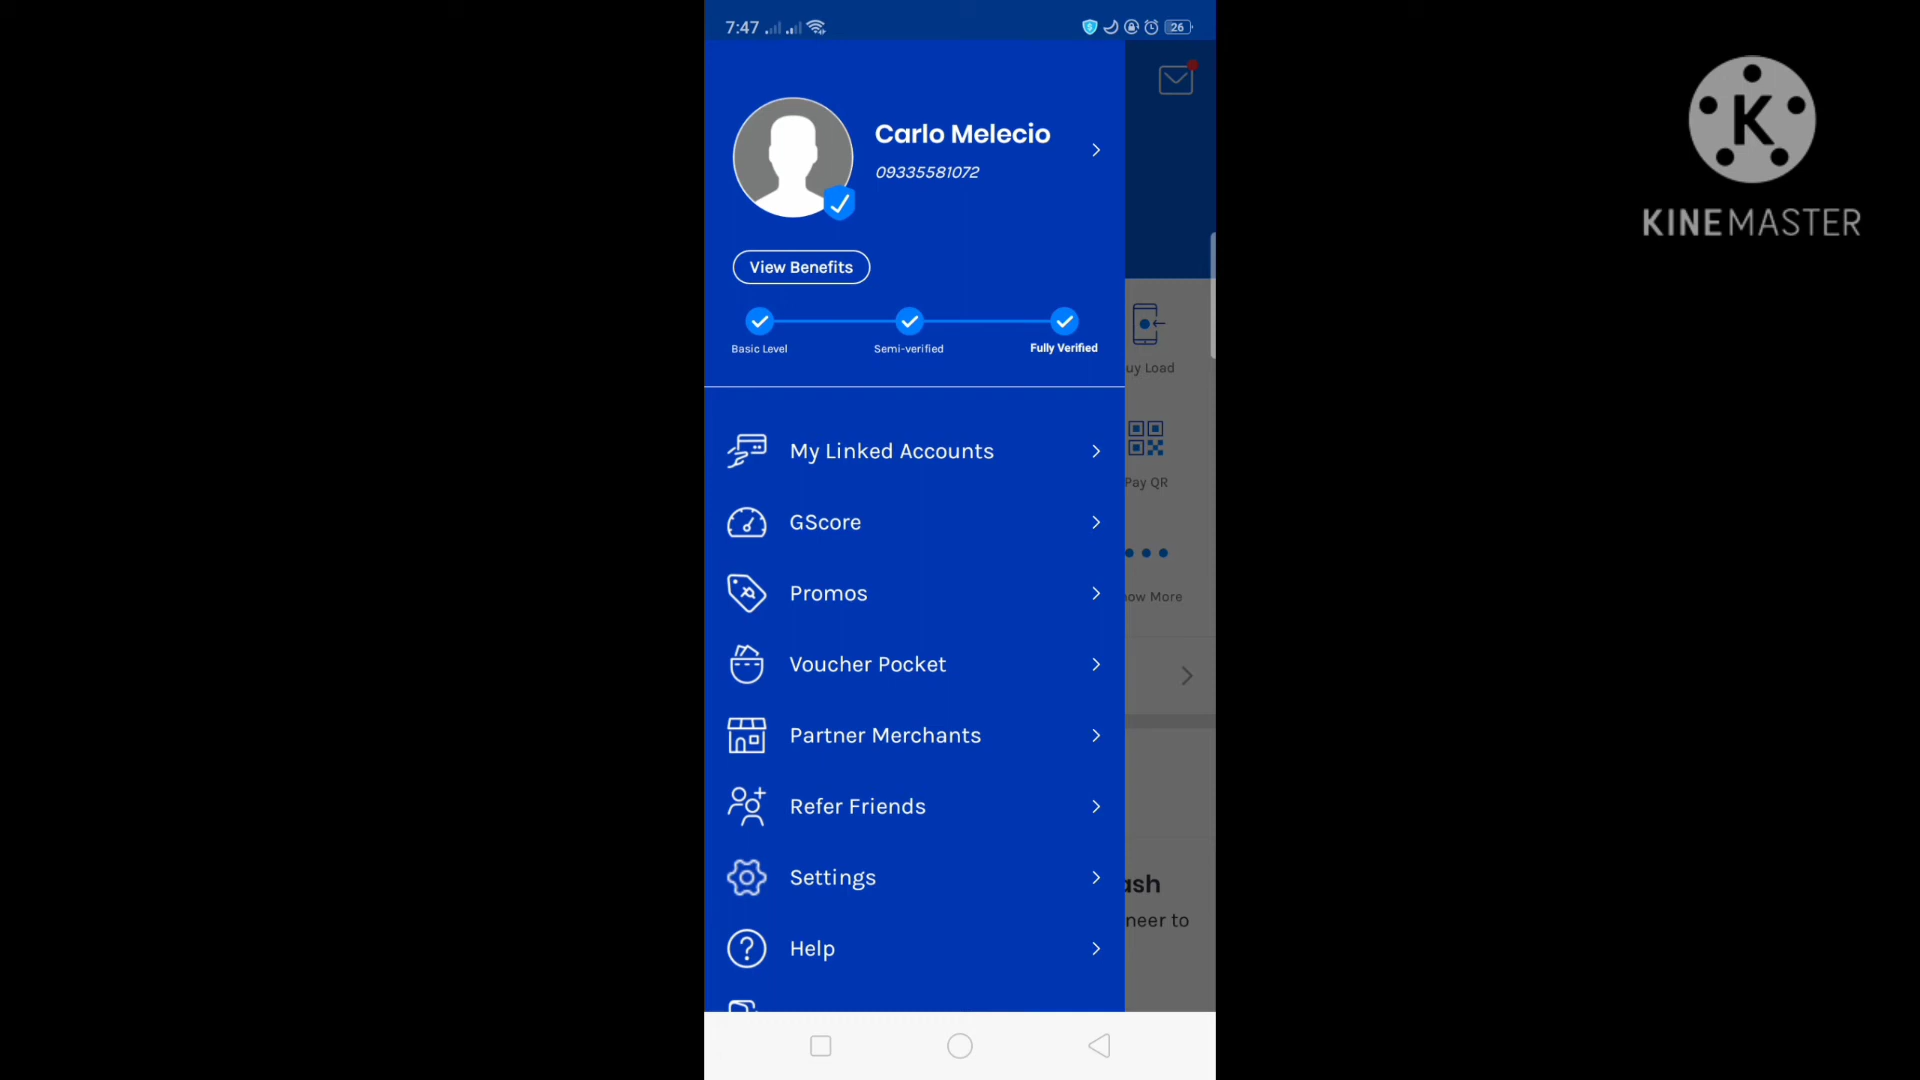 7:47
26
KINEMASTER
Carlo Melecio
09335581072
View Benefits
Basic Level
Semi-verified
Fully Verified
uy Load
My Linked Accounts
Pay QR
GScore
Promos
ow More
Voucher Pocket
Partner Merchants
Refer Friends
Settings
ash
neer to
Help